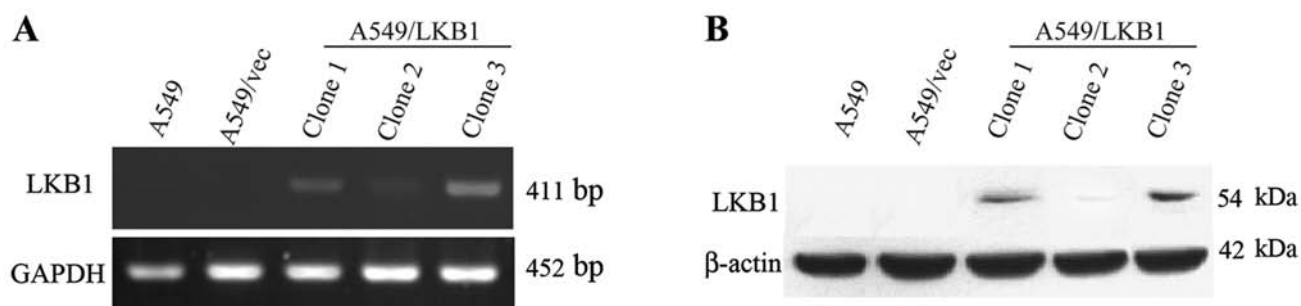 A
A549/LKB1
A549
A549/vec
Clone 1
Clone 2
Clone 3
LKB1
411 bp
GAPDH
452 bp
B
A549/LKB1
A549
A549/vec
Clone 1
Clone 2
Clone 3
LKB1
54 kDa
β-actin
42 kDa